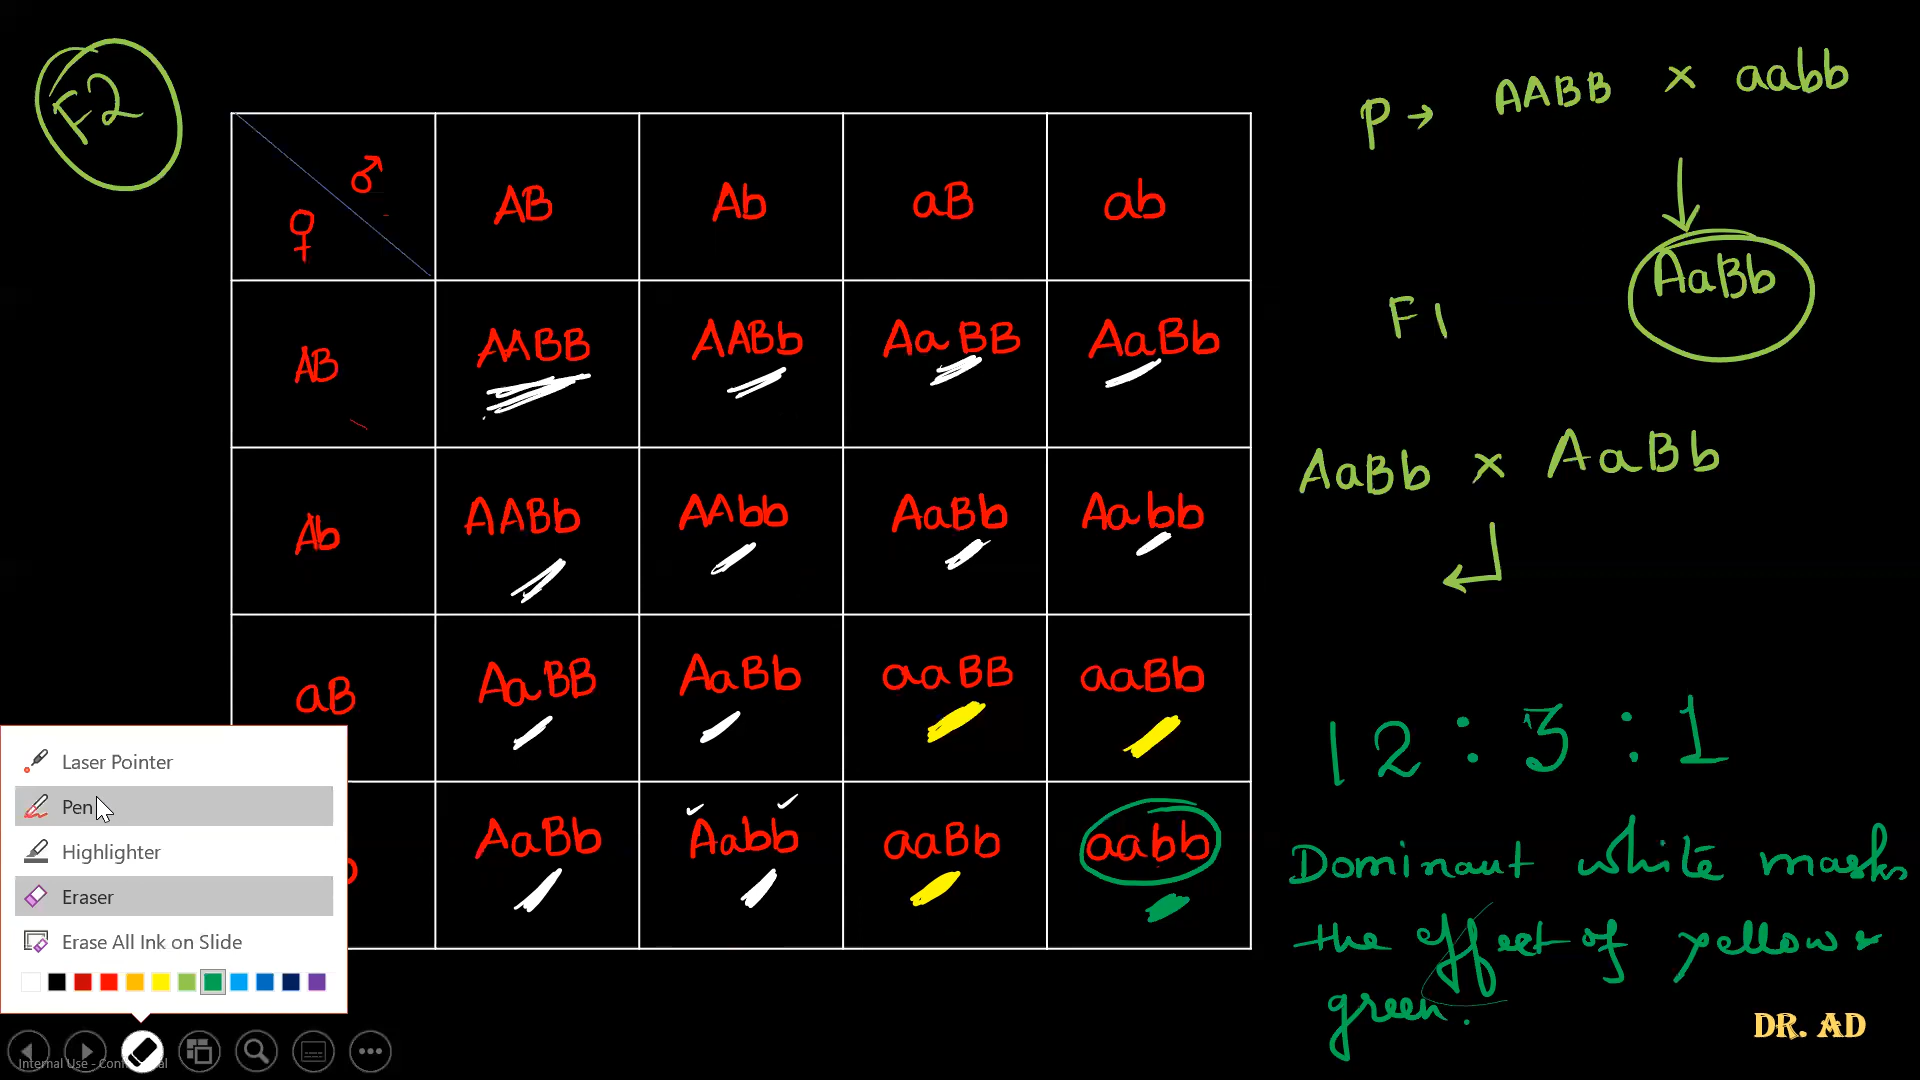 F2
P → AABB × aabb
♂
♀
AB Ab aB ab
F1 AaBb
AB AABB AABb AaBB AaBb
AaBb × AaBb
Ab AABb AAbb AaBb Aabb
aB AaBB AaBb aaBB aaBb
12 : 3 : 1
AaBb Aabb aaBb aabb
Dominant white masks
the effect of yellow &
green.
Laser Pointer
Pen
Highlighter
Eraser
Erase All Ink on Slide
DR. AD